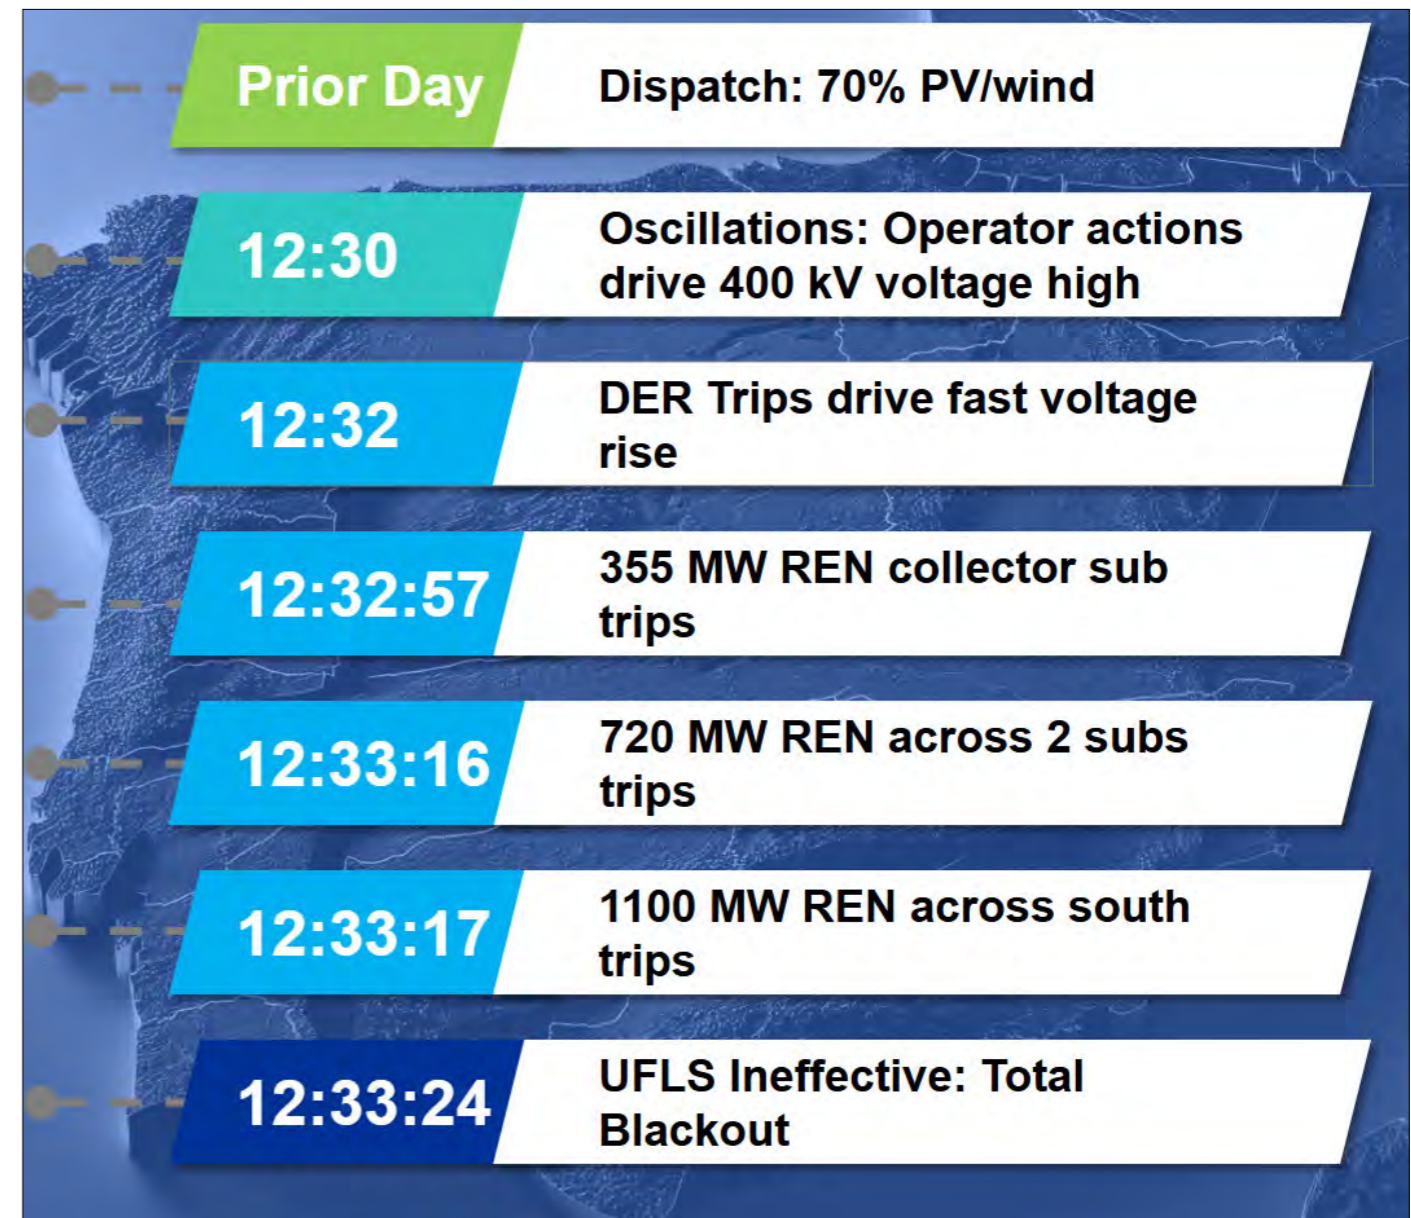 Prior Day
Dispatch: 70% PV/wind
12:30
Oscillations: Operator actions
drive 400 kV voltage high
12:32
DER Trips drive fast voltage
rise
12:32:57
355 MW REN collector sub
trips
12:33:16
720 MW REN across 2 subs
trips
12:33:17
1100 MW REN across south
trips
12:33:24
UFLS Ineffective: Total
Blackout